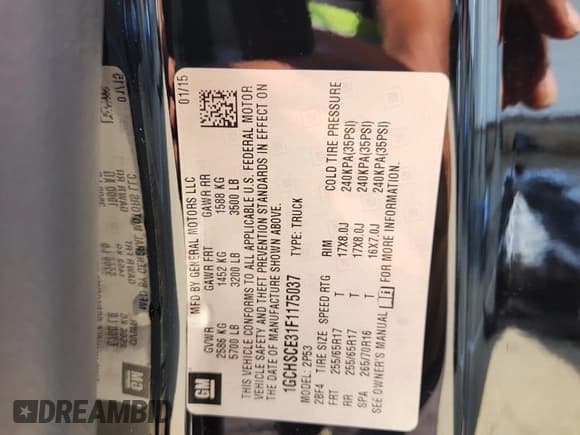 GM
MFD BY GENERAL MOTORS LLC
01/15
GVWR GAWR FRT GAWR RR
2586 KG 1452 KG 1588 KG
5700 LB 3200 LB 3500 LB
THIS VEHICLE CONFORMS TO ALL APPLICABLE U.S. FEDERAL MOTOR
VEHICLE SAFETY AND THEFT PREVENTION STANDARDS IN EFFECT ON
THE DATE OF MANUFACTURE SHOWN ABOVE.
1GCHSCE31F1175037 TYPE: TRUCK
MODEL: 2P53
2BF4 TIRE SIZE SPEED RTG RIM COLD TIRE PRESSURE
FRT 255/65R17 T 17X8.0J 240KPA(35PSI)
RR 255/65R17 T 17X8.0J 240KPA(35PSI)
SPA 265/70R16 T 16X7.0J 240KPA(35PSI)
SEE OWNER'S MANUAL FOR MORE INFORMATION.
DREAMBID